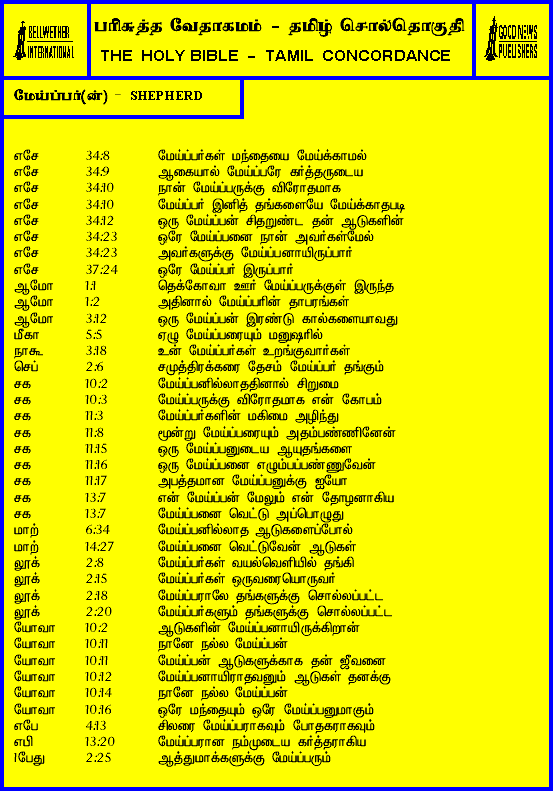 BELLWETHER INTERNATIONAL
பரிசுத்த வேதாகமம் - தமிழ் சொல்தொகுதி
THE HOLY BIBLE - TAMIL CONCORDANCE
GOOD NEWS PUBLISHERS
மேய்ப்பர்(ன்) - SHEPHERD
எசே 34:8 மேய்ப்பர்கள் மந்தையை மேய்க்காமல்
எசே 34:9 ஆகையால் மேய்ப்பரே கர்த்தருடைய
எசே 34:10 நான் மேய்ப்பருக்கு விரோதமாக
எசே 34:10 மேய்ப்பர் இனித் தங்களையே மேய்க்காதபடி
எசே 34:12 ஒரு மேய்ப்பன் சிதறுண்ட தன் ஆடுகளின்
எசே 34:23 ஒரே மேய்ப்பனை நான் அவர்கள்மேல்
எசே 34:23 அவர்களுக்கு மேய்ப்பனாயிருப்பார்
எசே 37:24 ஒரே மேய்ப்பர் இருப்பார்
ஆமோ 1:1 தெக்கோவா ஊர் மேய்ப்பருக்குள் இருந்த
ஆமோ 1:2 அதினால் மேய்ப்பரின் தாபரங்கள்
ஆமோ 3:12 ஒரு மேய்ப்பன் இரண்டு கால்களையாவது
மீகா 5:5 ஏழு மேய்ப்பரையும் மனுஷரில்
நாகூ 3:18 உன் மேய்ப்பர்கள் உறங்குவார்கள்
செப் 2:6 சமுத்திரக்கரை தேசம் மேய்ப்பர் தங்கும்
சக 10:2 மேய்ப்பனில்லாததினால் சிறுமை
சக 10:3 மேய்ப்பருக்கு விரோதமாக என் கோபம்
சக 11:3 மேய்ப்பர்களின் மகிமை அழிந்து
சக 11:8 மூன்று மேய்ப்பரையும் அதம்பண்ணினேன்
சக 11:15 ஒரு மேய்ப்பனுடைய ஆயுதங்களை
சக 11:16 ஒரு மேய்ப்பனை எழும்பப்பண்ணுவேன்
சக 11:17 அபத்தமான மேய்ப்பனுக்கு ஐயோ
சக 13:7 என் மேய்ப்பன் மேலும் என் தோழனாகிய
சக 13:7 மேய்ப்பனை வெட்டு அப்பொழுது
மாற் 6:34 மேய்ப்பனில்லாத ஆடுகளைப்போல்
மாற் 14:27 மேய்ப்பனை வெட்டுவேன் ஆடுகள்
லூக் 2:8 மேய்ப்பர்கள் வயல்வெளியில் தங்கி
லூக் 2:15 மேய்ப்பர்கள் ஒருவரையொருவர்
லூக் 2:18 மேய்ப்பராலே தங்களுக்கு சொல்லப்பட்ட
லூக் 2:20 மேய்ப்பர்களும் தங்களுக்கு சொல்லப்பட்ட
யோவா 10:2 ஆடுகளின் மேய்ப்பனாயிருக்கிறான்
யோவா 10:11 நானே நல்ல மேய்ப்பன்
யோவா 10:11 மேய்ப்பன் ஆடுகளுக்காக தன் ஜீவனை
யோவா 10:12 மேய்ப்பனாயிராதவனும் ஆடுகள் தனக்கு
யோவா 10:14 நானே நல்ல மேய்ப்பன்
யோவா 10:16 ஒரே மந்தையும் ஒரே மேய்ப்பனுமாகும்
எபே 4:13 சிலரை மேய்ப்பராகவும் போதகராகவும்
எபி 13:20 மேய்ப்பரான நம்முடைய கர்த்தராகிய
1பேது 2:25 ஆத்துமாக்களுக்கு மேய்ப்பரும்